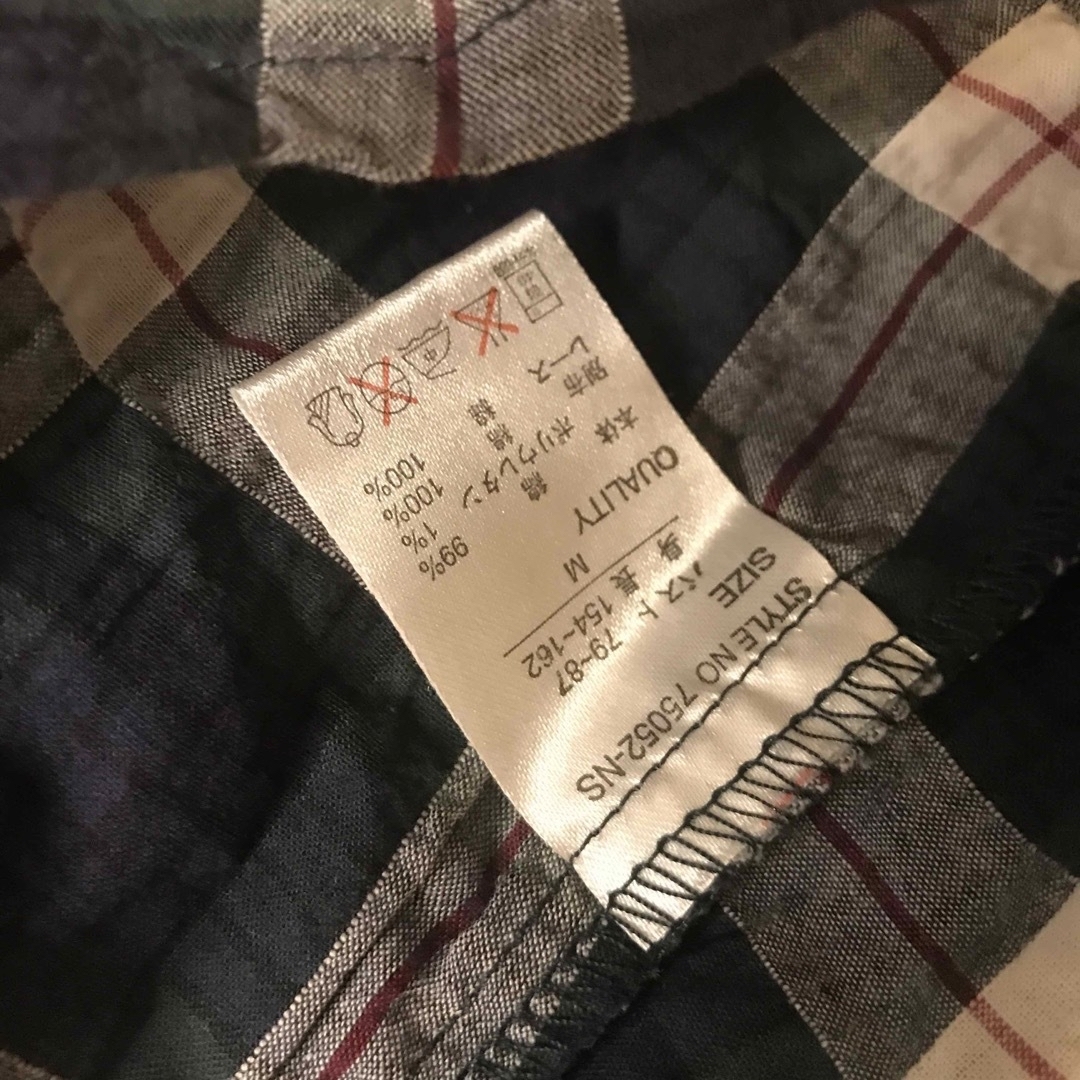 STYLE NO 75052-NS
SIZE
バスト 79~87
身長 154~162
M
QUALITY
本体 綿 99%
ポリウレタン 1%
別布 綿 100%
レース 綿 100%